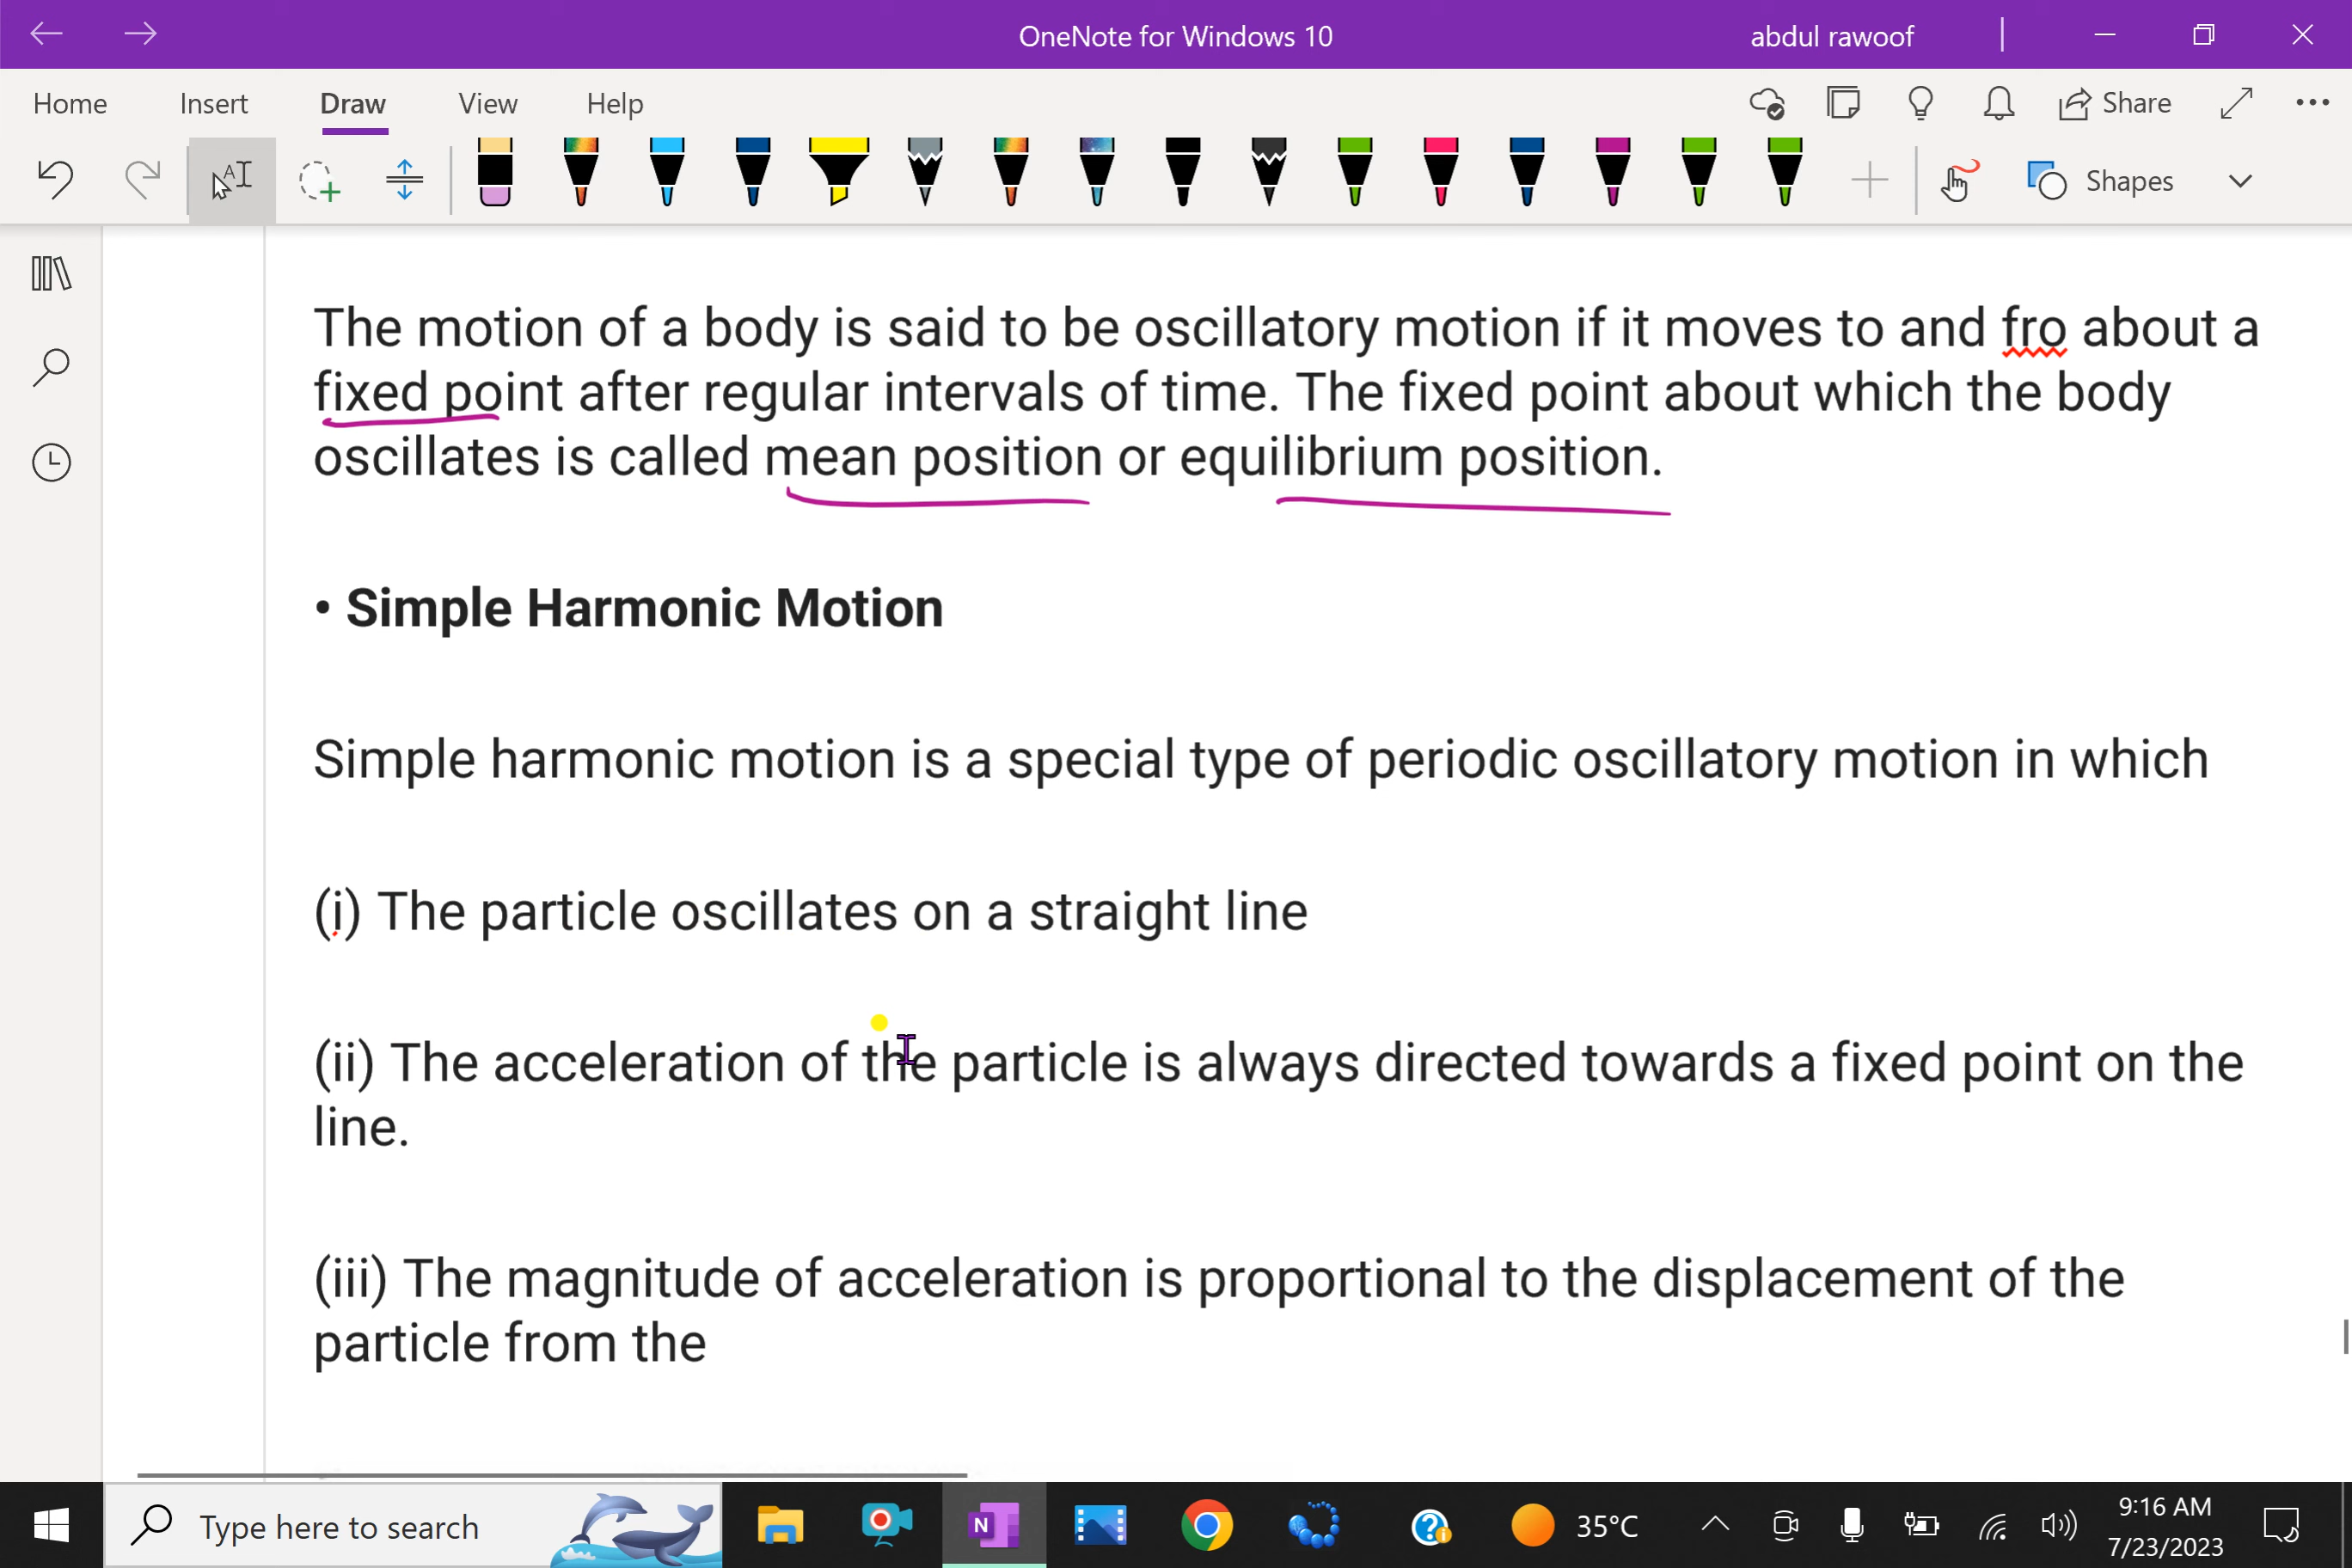 OneNote for Windows 10
abdul rawoof
Home Insert Draw View Help
Share
Shapes
The motion of a body is said to be oscillatory motion if it moves to and fro about a
fixed point after regular intervals of time. The fixed point about which the body
oscillates is called mean position or equilibrium position.
• Simple Harmonic Motion
Simple harmonic motion is a special type of periodic oscillatory motion in which
(i) The particle oscillates on a straight line
(ii) The acceleration of the particle is always directed towards a fixed point on the
line.
(iii) The magnitude of acceleration is proportional to the displacement of the
particle from the
Type here to search
N
35°C
9:16 AM
7/23/2023